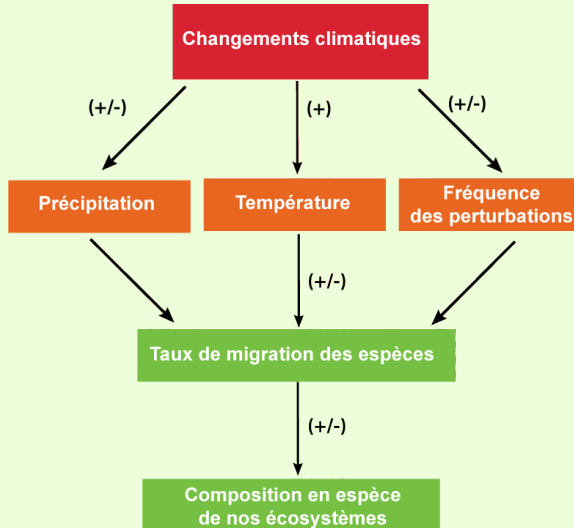 Changements climatiques
(+/-)
(+)
(+/-)
Précipitation
Température
Fréquence
des perturbations
(+/-)
Taux de migration des espèces
(+/-)
Composition en espèce
de nos écosystèmes